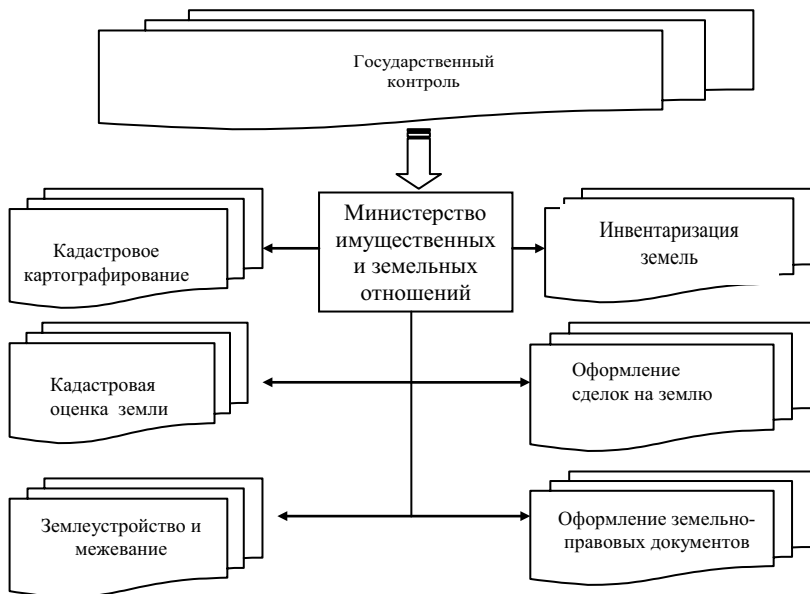 Государственный
контроль
Министерство
имущественных
и земельных
отношений
Кадастровое
картографирование
Инвентаризация
земель
Кадастровая
оценка земли
Оформление
сделок на землю
Землеустройство и
межевание
Оформление земельно-
правовых документов